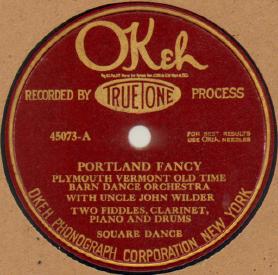 OKeh
RECORDED BY TRUETONE PROCESS
45073-A
FOR BEST RESULTS
USE OKeh NEEDLES
PORTLAND FANCY
PLYMOUTH VERMONT OLD TIME
BARN DANCE ORCHESTRA
WITH UNCLE JOHN WILDER
TWO FIDDLES, CLARINET,
PIANO AND DRUMS
SQUARE DANCE
OKEH PHONOGRAPH CORPORATION NEW YORK